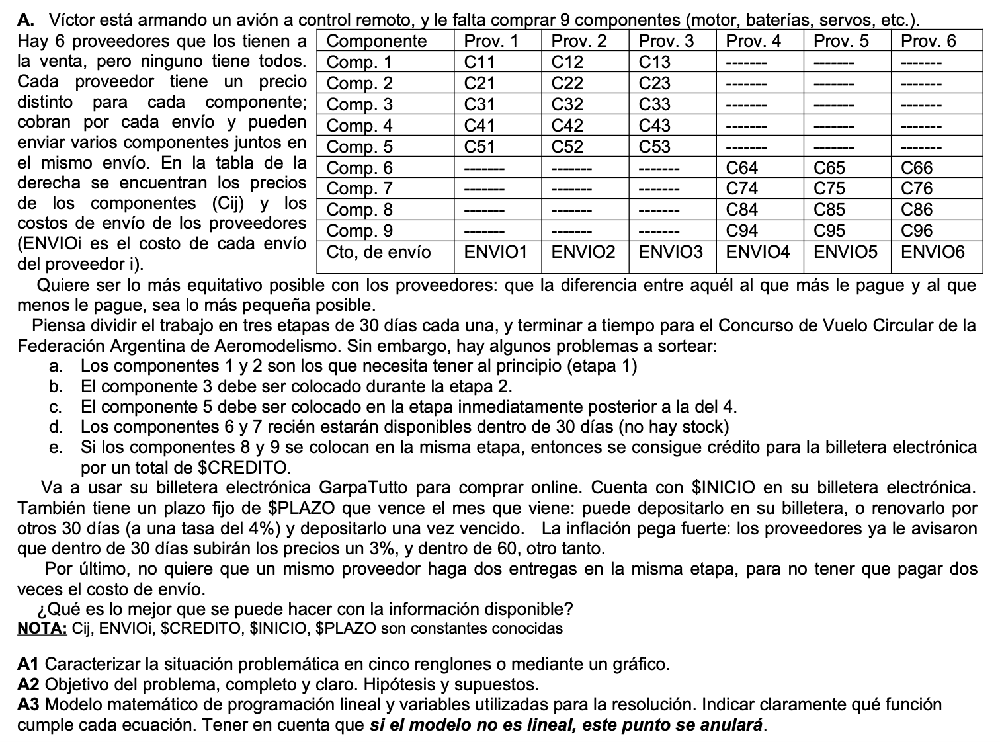 A. Víctor está armando un avión a control remoto, y le falta comprar 9 componentes (motor, baterías, servos, etc.).
Hay 6 proveedores que los tienen a
la venta, pero ninguno tiene todos.
Cada proveedor tiene un precio
distinto para cada componente;
cobran por cada envío y pueden
enviar varios componentes juntos en
el mismo envío. En la tabla de la
derecha se encuentran los precios
de los componentes (Cij) y los
costos de envío de los proveedores
(ENVIOi es el costo de cada envío
del proveedor i).
Componente Prov. 1 Prov. 2 Prov. 3 Prov. 4 Prov. 5 Prov. 6
Comp. 1 C11 C12 C13 ------- ------- -------
Comp. 2 C21 C22 C23 ------- ------- -------
Comp. 3 C31 C32 C33 ------- ------- -------
Comp. 4 C41 C42 C43 ------- ------- -------
Comp. 5 C51 C52 C53 ------- ------- -------
Comp. 6 ------- ------- ------- C64 C65 C66
Comp. 7 ------- ------- ------- C74 C75 C76
Comp. 8 ------- ------- ------- C84 C85 C86
Comp. 9 ------- ------- ------- C94 C95 C96
Cto, de envío ENVIO1 ENVIO2 ENVIO3 ENVIO4 ENVIO5 ENVIO6
Quiere ser lo más equitativo posible con los proveedores: que la diferencia entre aquél al que más le pague y al que
menos le pague, sea lo más pequeña posible.
Piensa dividir el trabajo en tres etapas de 30 días cada una, y terminar a tiempo para el Concurso de Vuelo Circular de la
Federación Argentina de Aeromodelismo. Sin embargo, hay algunos problemas a sortear:
a. Los componentes 1 y 2 son los que necesita tener al principio (etapa 1)
b. El componente 3 debe ser colocado durante la etapa 2.
c. El componente 5 debe ser colocado en la etapa inmediatamente posterior a la del 4.
d. Los componentes 6 y 7 recién estarán disponibles dentro de 30 días (no hay stock)
e. Si los componentes 8 y 9 se colocan en la misma etapa, entonces se consigue crédito para la billetera electrónica
por un total de $CREDITO.
Va a usar su billetera electrónica GarpaTutto para comprar online. Cuenta con $INICIO en su billetera electrónica.
También tiene un plazo fijo de $PLAZO que vence el mes que viene: puede depositarlo en su billetera, o renovarlo por
otros 30 días (a una tasa del 4%) y depositarlo una vez vencido. La inflación pega fuerte: los proveedores ya le avisaron
que dentro de 30 días subirán los precios un 3%, y dentro de 60, otro tanto.
Por último, no quiere que un mismo proveedor haga dos entregas en la misma etapa, para no tener que pagar dos
veces el costo de envío.
¿Qué es lo mejor que se puede hacer con la información disponible?
NOTA: Cij, ENVIOi, $CREDITO, $INICIO, $PLAZO son constantes conocidas
A1 Caracterizar la situación problemática en cinco renglones o mediante un gráfico.
A2 Objetivo del problema, completo y claro. Hipótesis y supuestos.
A3 Modelo matemático de programación lineal y variables utilizadas para la resolución. Indicar claramente qué función
cumple cada ecuación. Tener en cuenta que si el modelo no es lineal, este punto se anulará.